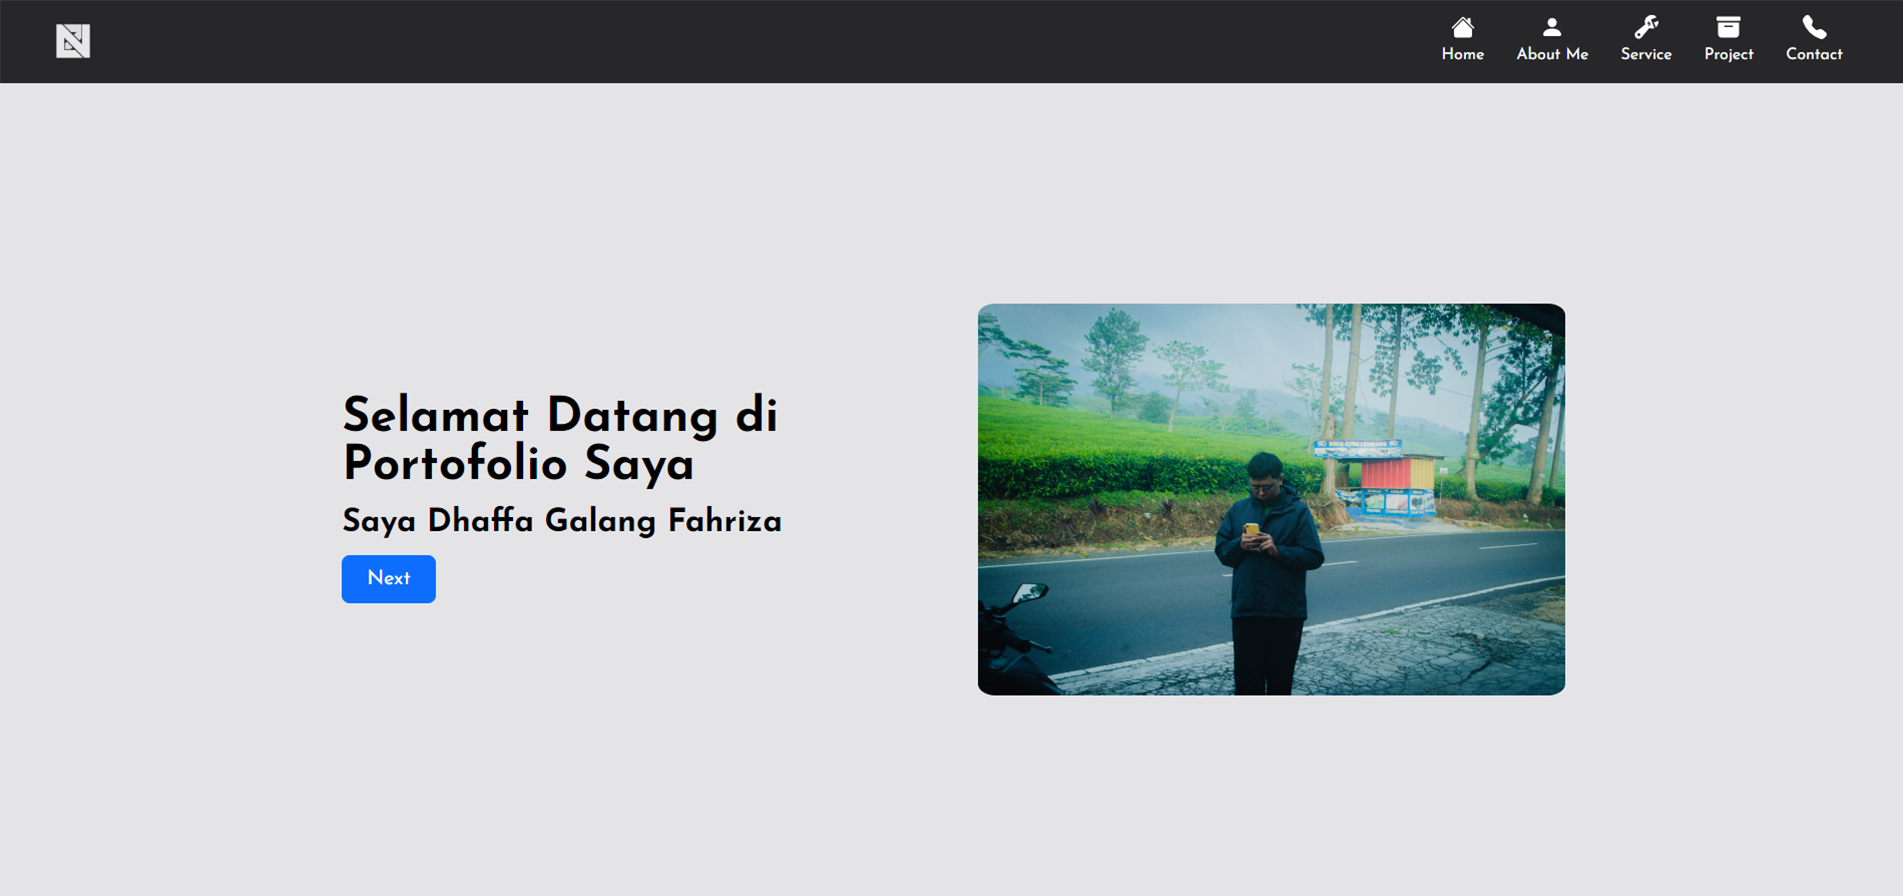 Home
About Me
Service
Project
Contact
Selamat Datang di
Portofolio Saya
Saya Dhaffa Galang Fahriza
Next